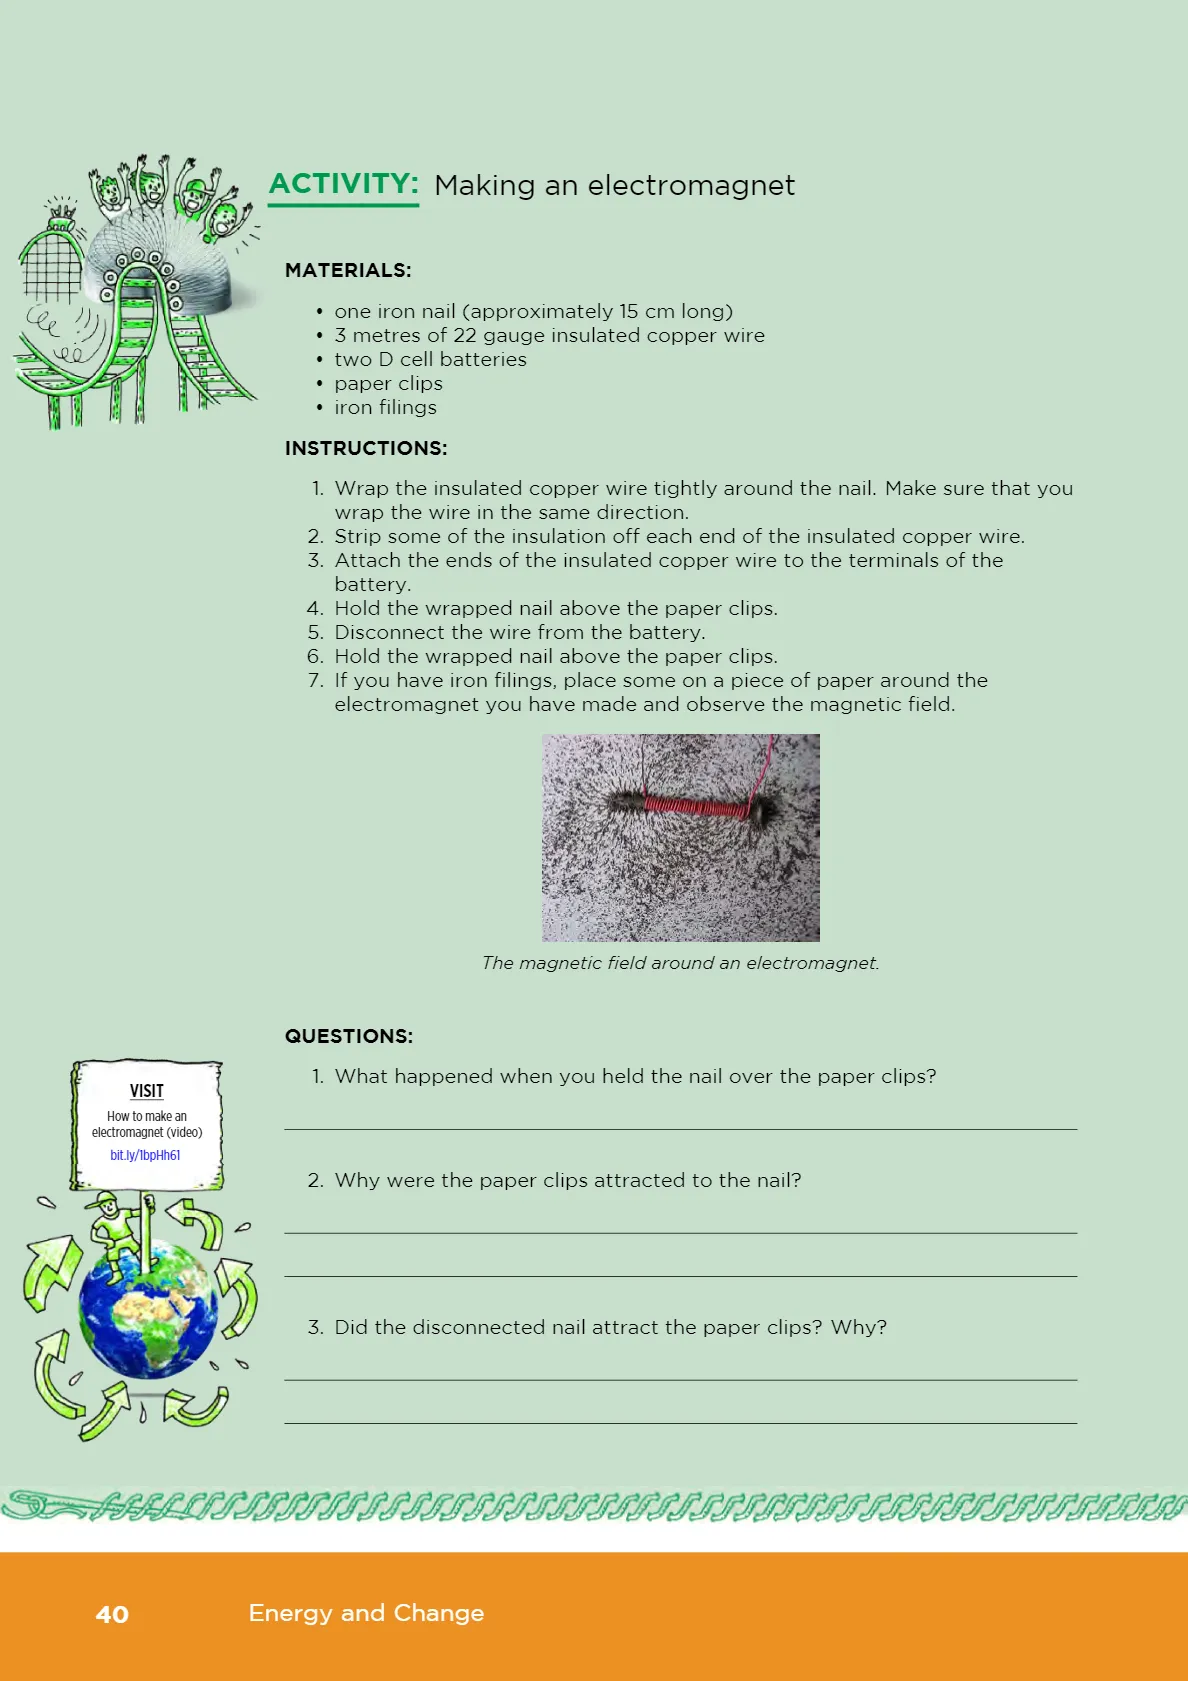 ACTIVITY: Making an electromagnet
MATERIALS:
• one iron nail (approximately 15 cm long)
• 3 metres of 22 gauge insulated copper wire
• two D cell batteries
• paper clips
• iron filings
INSTRUCTIONS:
1. Wrap the insulated copper wire tightly around the nail. Make sure that you
wrap the wire in the same direction.
2. Strip some of the insulation off each end of the insulated copper wire.
3. Attach the ends of the insulated copper wire to the terminals of the
battery.
4. Hold the wrapped nail above the paper clips.
5. Disconnect the wire from the battery.
6. Hold the wrapped nail above the paper clips.
7. If you have iron filings, place some on a piece of paper around the
electromagnet you have made and observe the magnetic field.
The magnetic field around an electromagnet.
QUESTIONS:
1. What happened when you held the nail over the paper clips?
2. Why were the paper clips attracted to the nail?
3. Did the disconnected nail attract the paper clips? Why?
VISIT
How to make an
electromagnet (video)
bit.ly/1bpHh61
40 Energy and Change